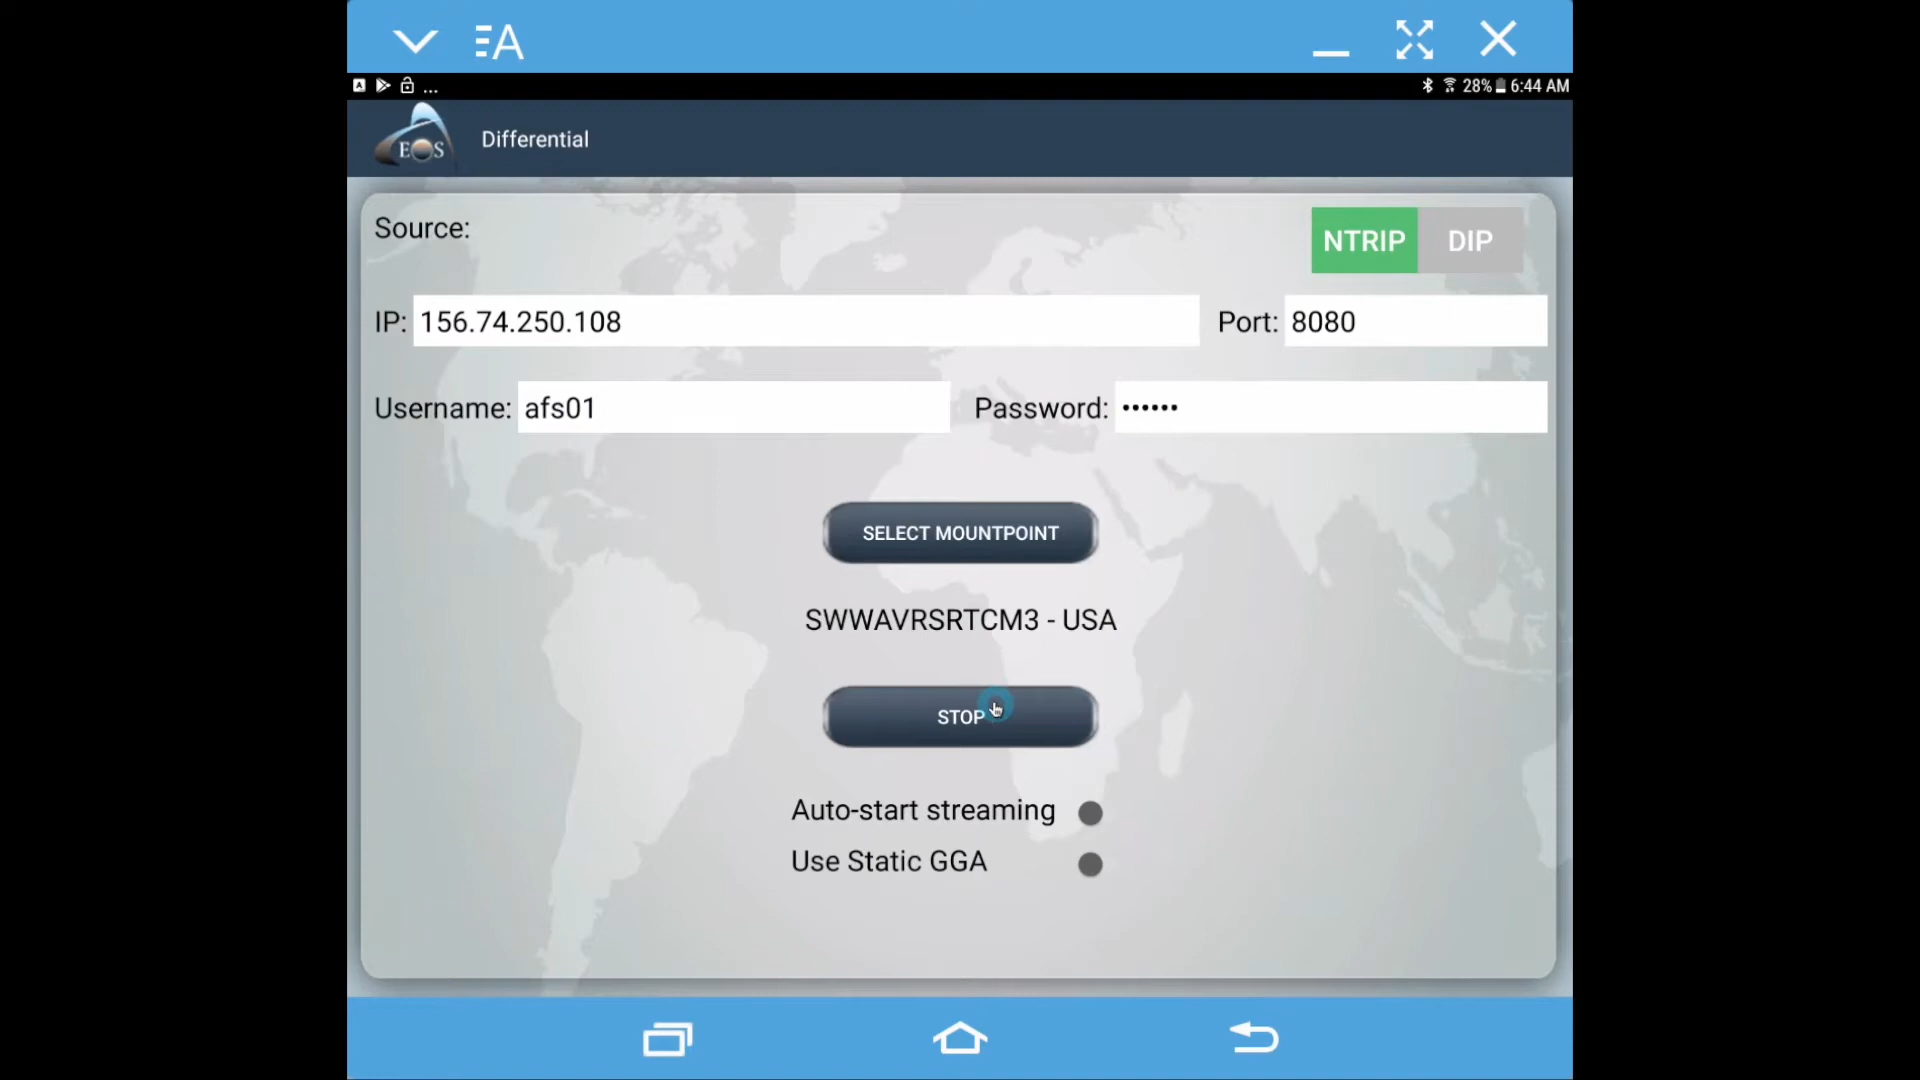 A
... 28% 6:44 AM
EOS Differential
Source: NTRIP DIP
IP: 156.74.250.108 Port: 8080
Username: afs01 Password: ••••••
SELECT MOUNTPOINT
SWWAVRSRTCM3 - USA
STOP
Auto-start streaming
Use Static GGA